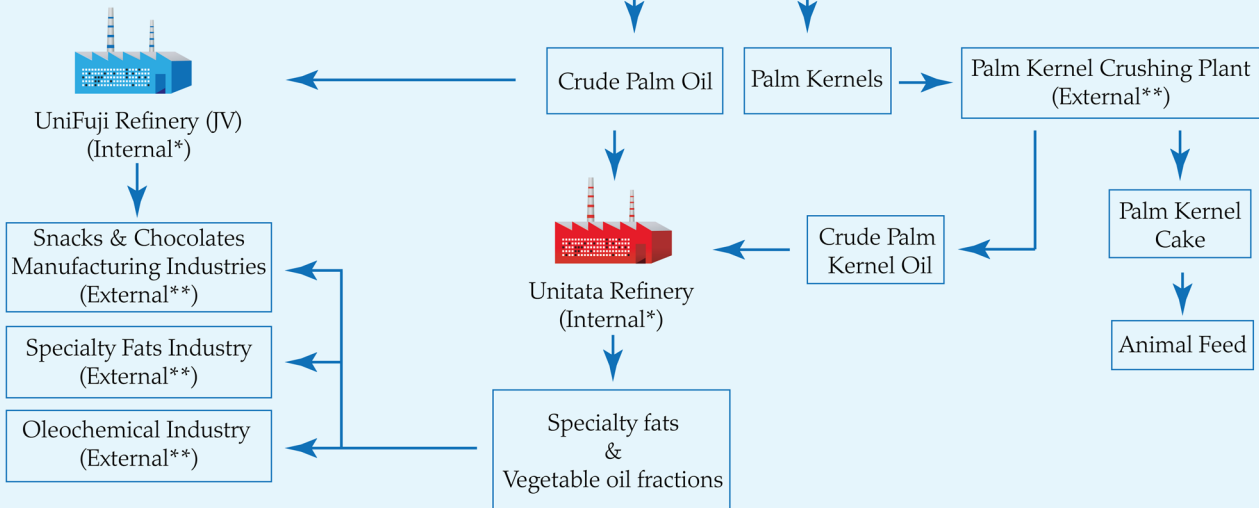 Crude Palm Oil
Palm Kernels
Palm Kernel Crushing Plant
(External**)
UniFuji Refinery (JV)
(Internal*)
Snacks & Chocolates
Manufacturing Industries
(External**)
Specialty Fats Industry
(External**)
Oleochemical Industry
(External**)
Unitata Refinery
(Internal*)
Crude Palm
Kernel Oil
Palm Kernel
Cake
Animal Feed
Specialty fats
&
Vegetable oil fractions